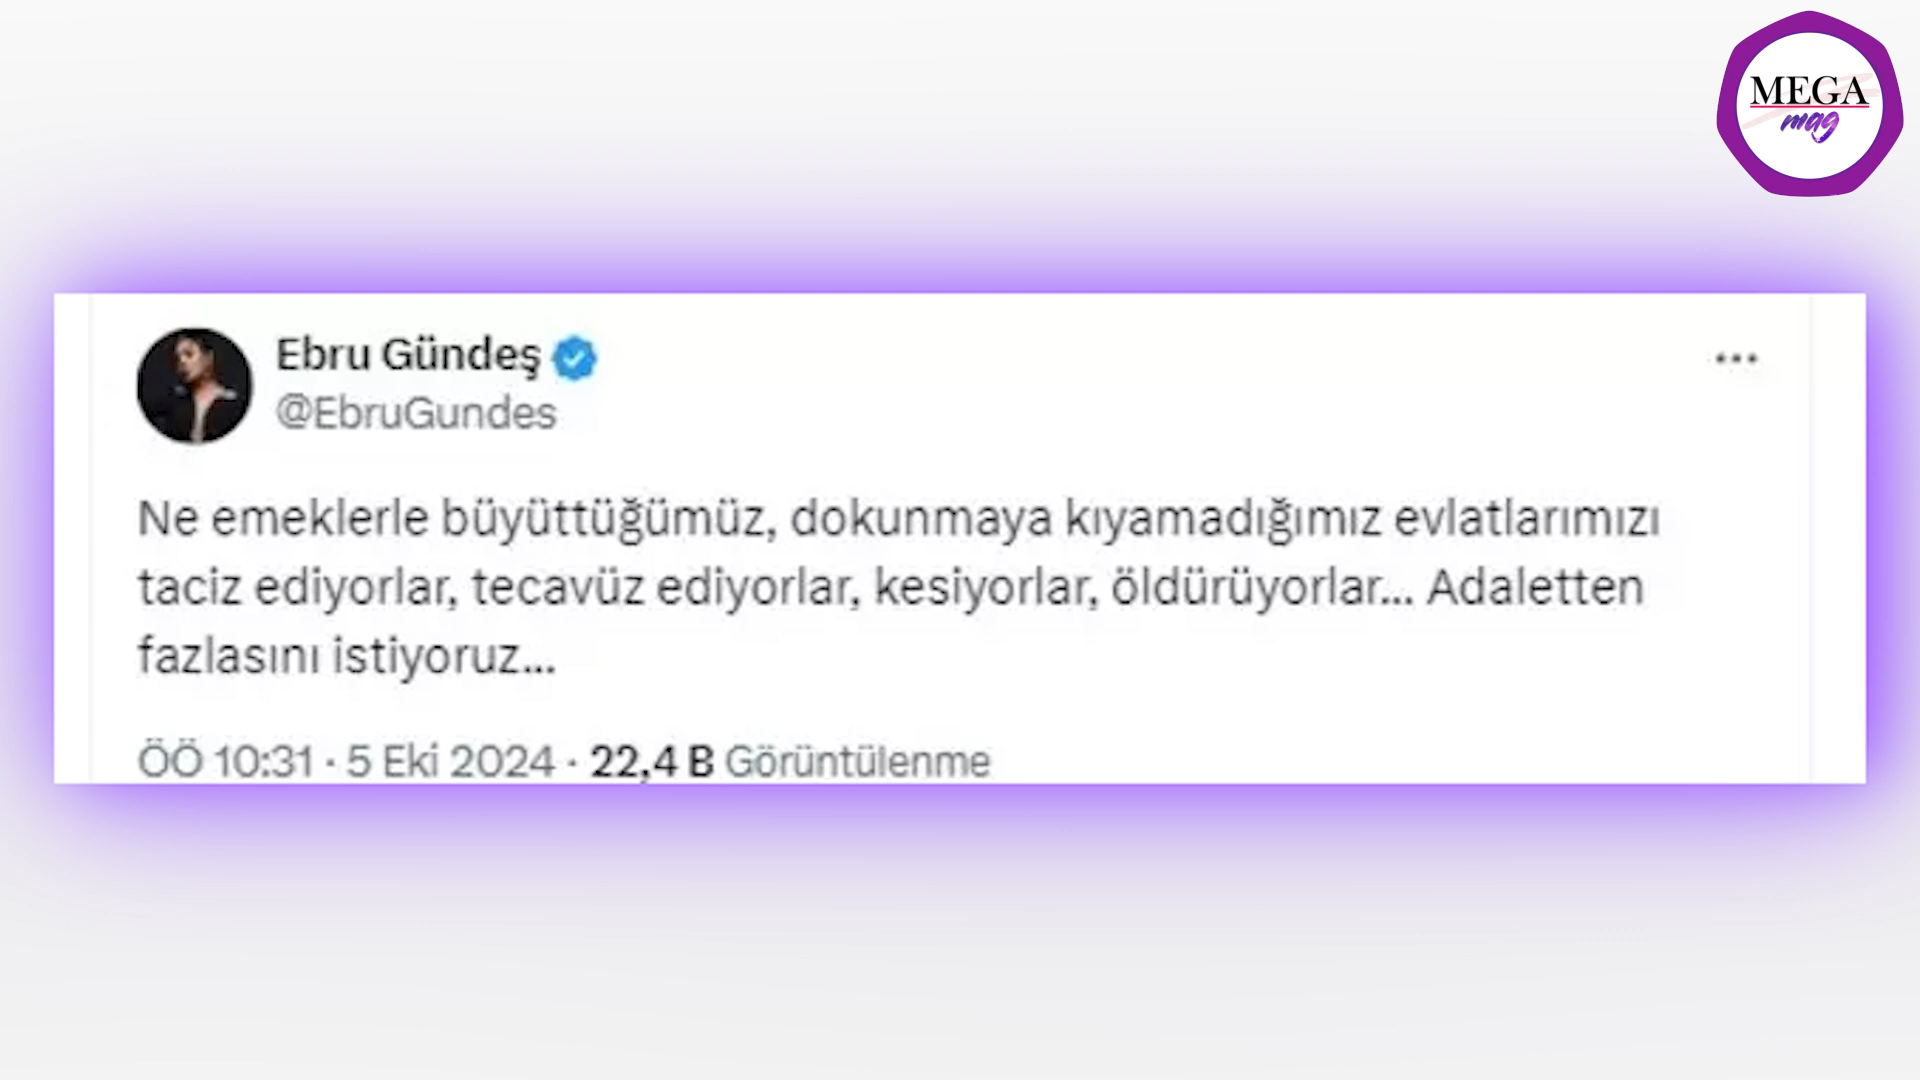 MEGA
mag
Ebru Gündeş
@EbruGundes
Ne emeklerle büyüttüğümüz, dokunmaya kıyamadığımız evlatlarımızı
taciz ediyorlar, tecavüz ediyorlar, kesiyorlar, öldürüyorlar... Adaletten
fazlasını istiyoruz...
ÖÖ 10:31 · 5 Eki 2024 · 22,4 B Görüntülenme